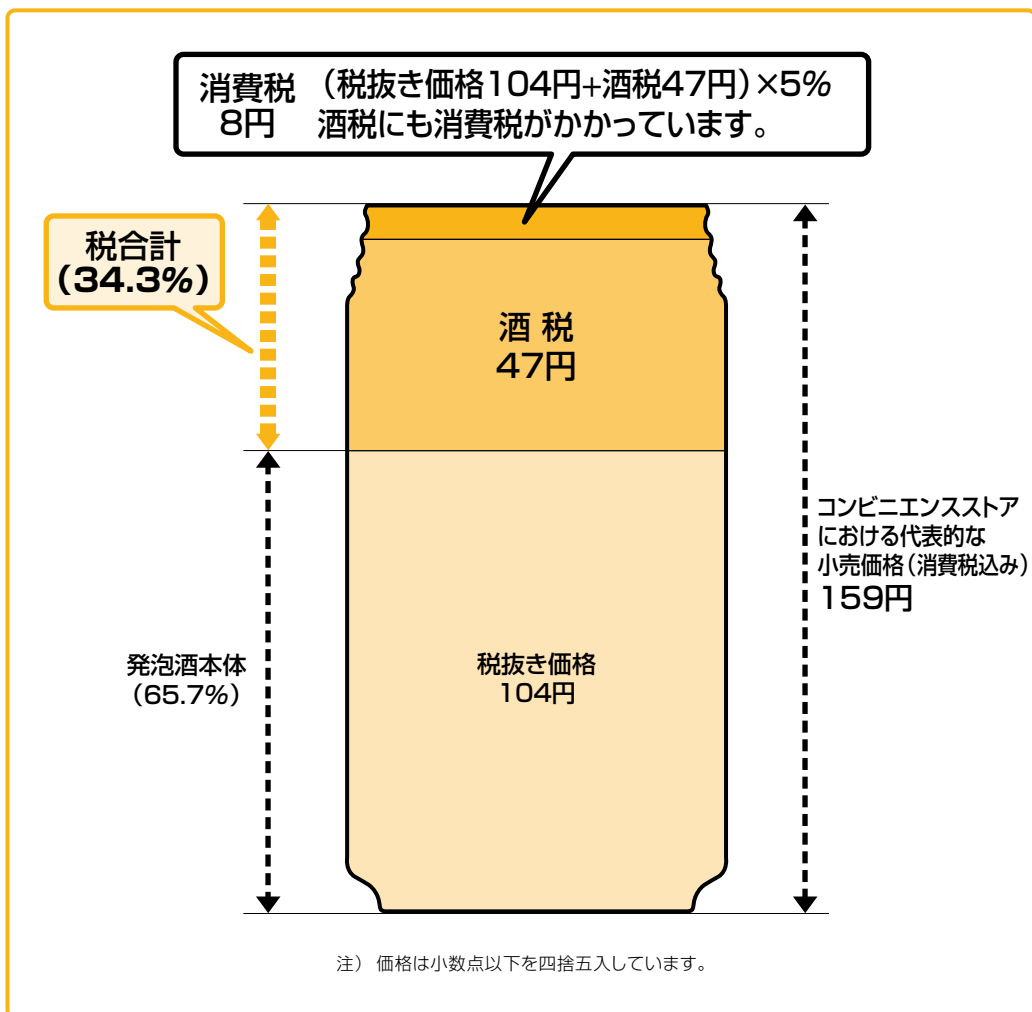 消費税
8円
（税抜き価格104円+酒税47円）×5%
酒税にも消費税がかかっています。
税合計
（34.3%）
酒 税
47円
コンビニエンスストア
における代表的な
小売価格（消費税込み）
159円
発泡酒本体
（65.7%）
税抜き価格
104円
注） 価格は小数点以下を四捨五入しています。